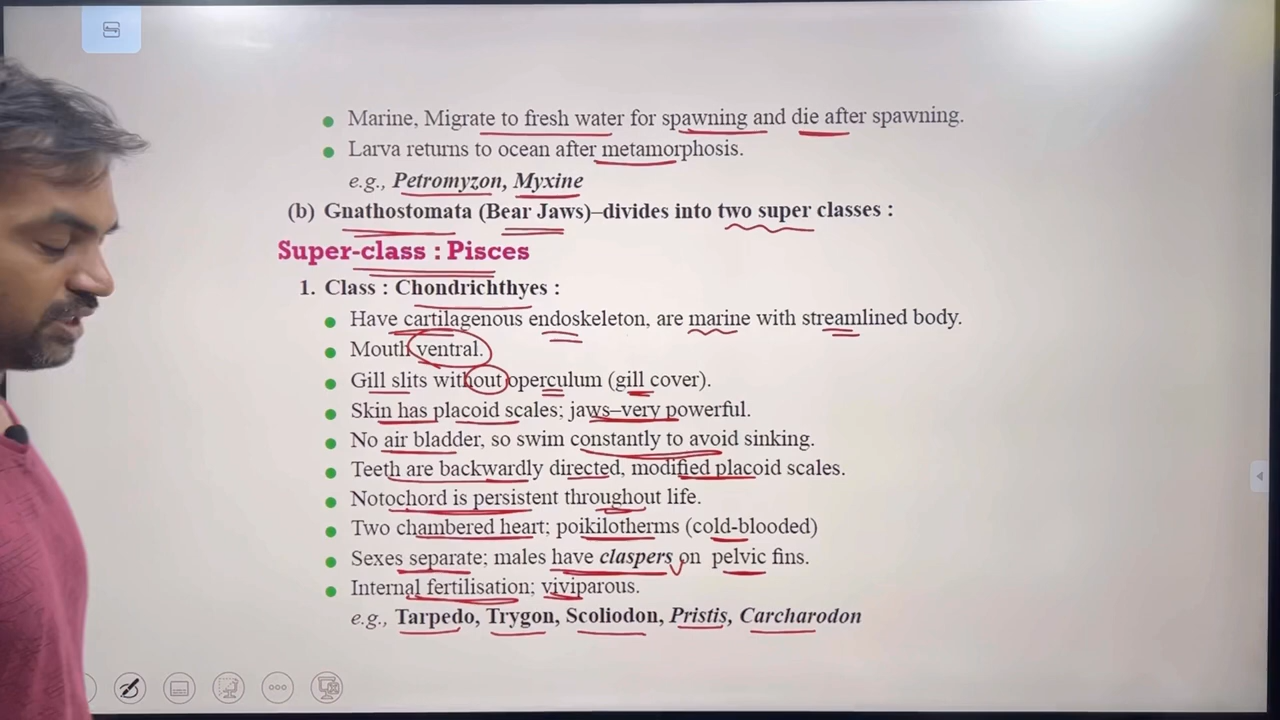 Marine, Migrate to fresh water for spawning and die after spawning.
Larva returns to ocean after metamorphosis.
e.g., Petromyzon, Myxine
(b) Gnathostomata (Bear Jaws)–divides into two super classes :
Super-class : Pisces
1. Class : Chondrichthyes :
Have cartilagenous endoskeleton, are marine with streamlined body.
Mouth ventral.
Gill slits without operculum (gill cover).
Skin has placoid scales; jaws–very powerful.
No air bladder, so swim constantly to avoid sinking.
Teeth are backwardly directed, modified placoid scales.
Notochord is persistent throughout life.
Two chambered heart; poikilotherms (cold-blooded)
Sexes separate; males have claspers on pelvic fins.
Internal fertilisation; viviparous.
e.g., Tarpedo, Trygon, Scoliodon, Pristis, Carcharodon